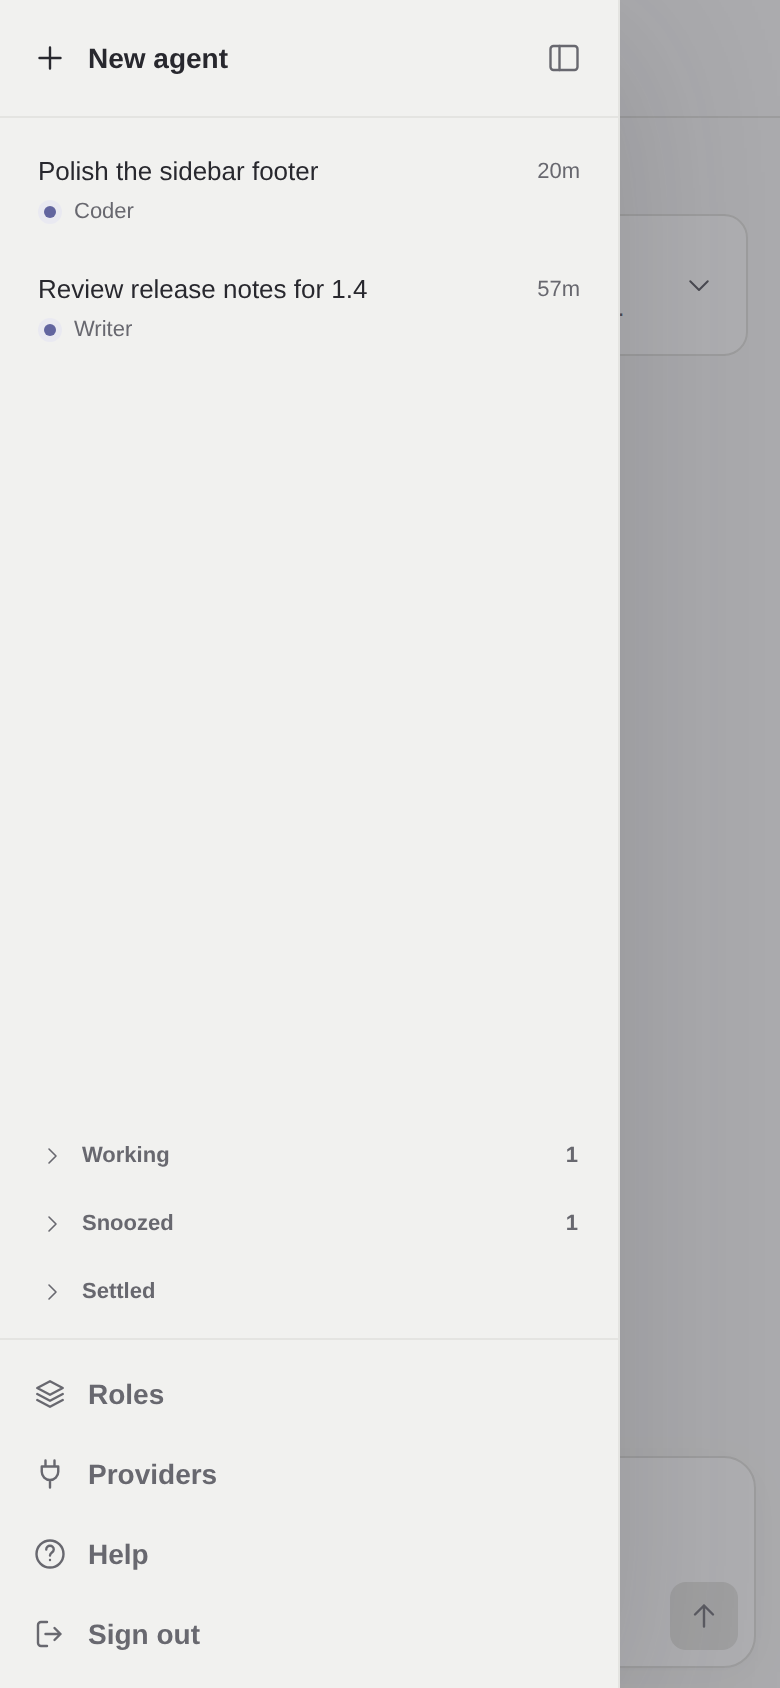 New agent
Polish the sidebar footer 20m
Coder
Review release notes for 1.4 57m
Writer
Working 1
Snoozed 1
Settled
Roles
Providers
Help
Sign out